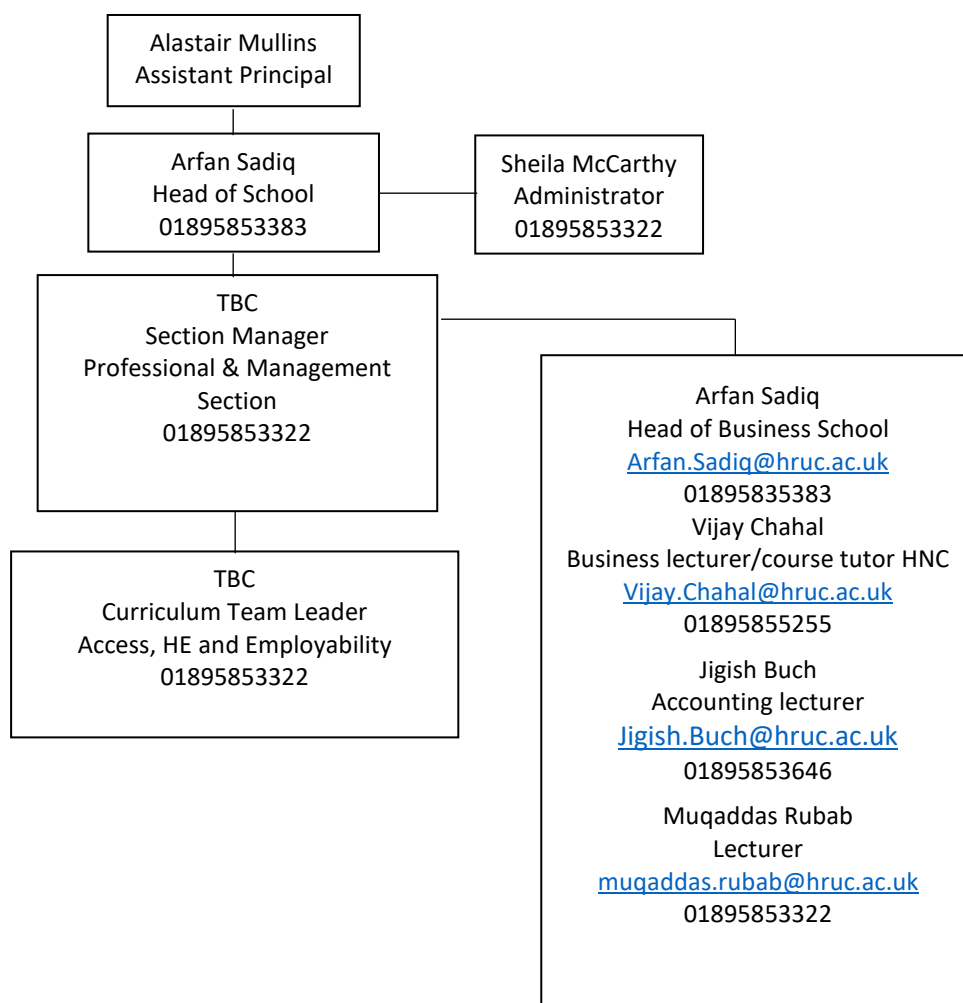 Alastair Mullins
Assistant Principal
Arfan Sadiq
Head of School
01895853383
Sheila McCarthy
Administrator
01895853322
TBC
Section Manager
Professional & Management
Section
01895853322
TBC
Curriculum Team Leader
Access, HE and Employability
01895853322
Arfan Sadiq
Head of Business School
Arfan.Sadiq@hruc.ac.uk
01895835383
Vijay Chahal
Business lecturer/course tutor HNC
Vijay.Chahal@hruc.ac.uk
01895855255
Jigish Buch
Accounting lecturer
Jigish.Buch@hruc.ac.uk
01895853646
Muqaddas Rubab
Lecturer
muqaddas.rubab@hruc.ac.uk
01895853322